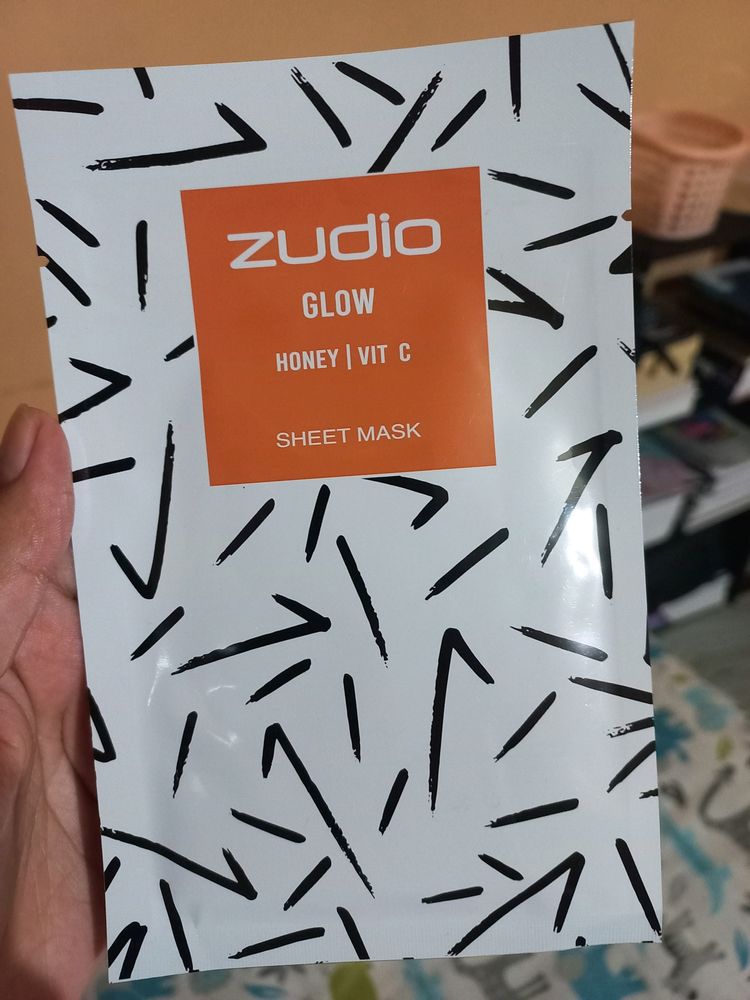 zudio
GLOW
HONEY | VIT C
SHEET MASK